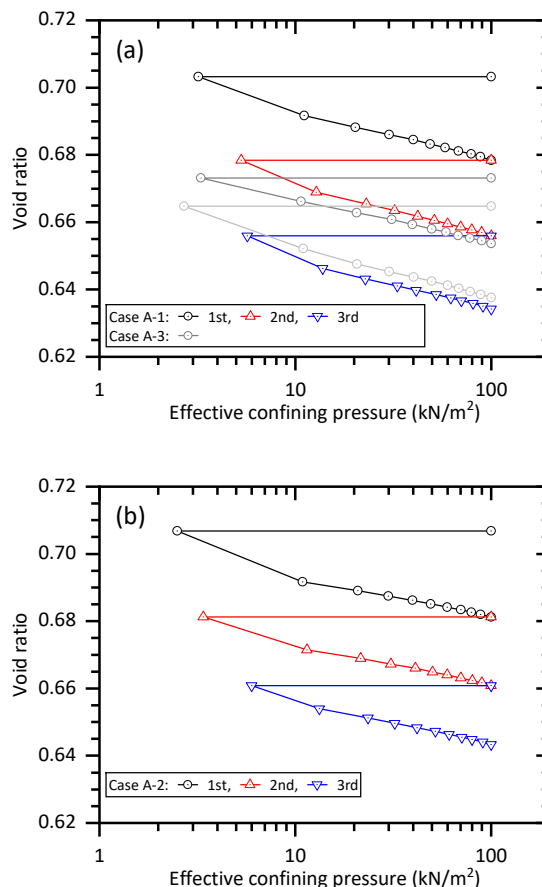 0.72
(a)
0.70
0.68
Void ratio
0.66
0.64
Case A-1: 1st, 2nd, 3rd
Case A-3:
0.62
1 10 100
Effective confining pressure (kN/m²)
0.72
(b)
0.70
0.68
Void ratio
0.66
0.64
Case A-2: 1st, 2nd, 3rd
0.62
1 10 100
Effective confining pressure (kN/m²)